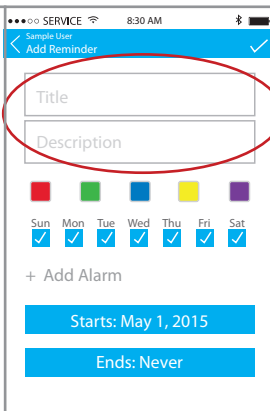 SERVICE 8:30 AM
Sample User
Add Reminder
Title
Description
Sun Mon Tue Wed Thu Fri Sat
+ Add Alarm
Starts: May 1, 2015
Ends: Never